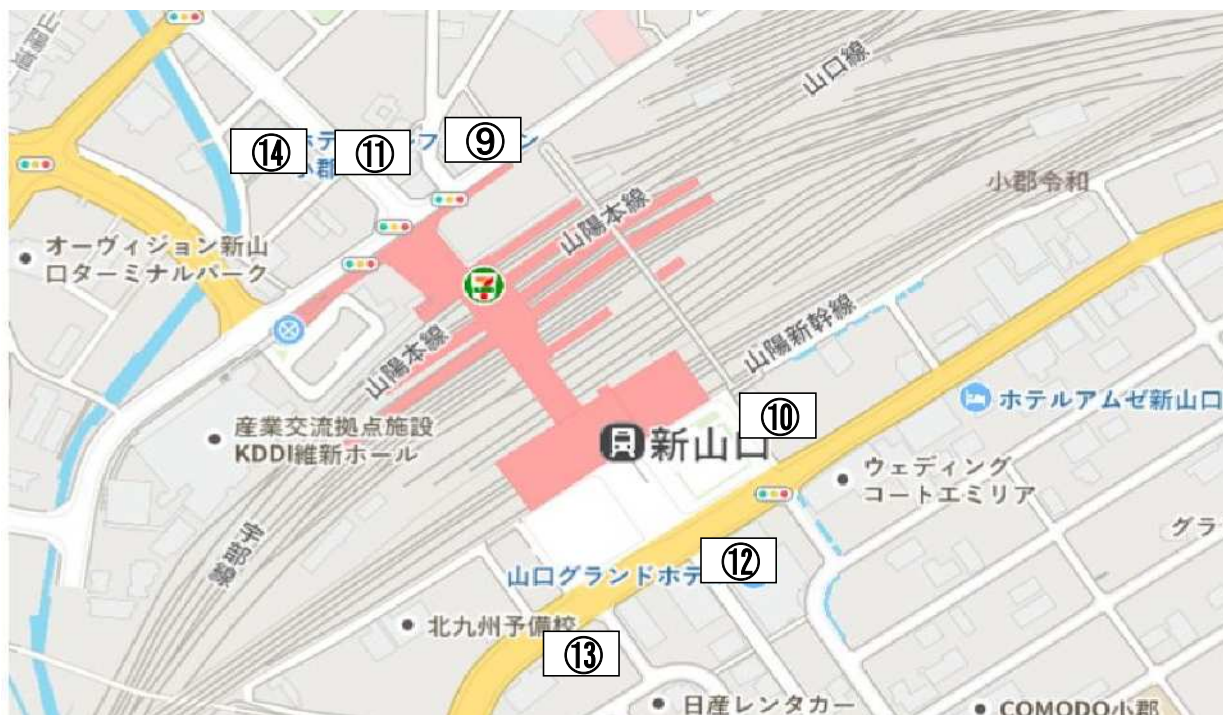 山口線
⑭
⑪
⑨
小郡
小郡令和
山陽本線
オーヴィジョン新山
口ターミナルパーク
7
山陽本線
山陽新幹線
⑩
ホテルアムゼ新山口
産業交流拠点施設
KDDI維新ホール
新山口
ウェディング
コートエミリア
グラ
宇部線
山口グランドホテ
⑫
北九州予備校
⑬
日産レンタカー
COMODO小郡